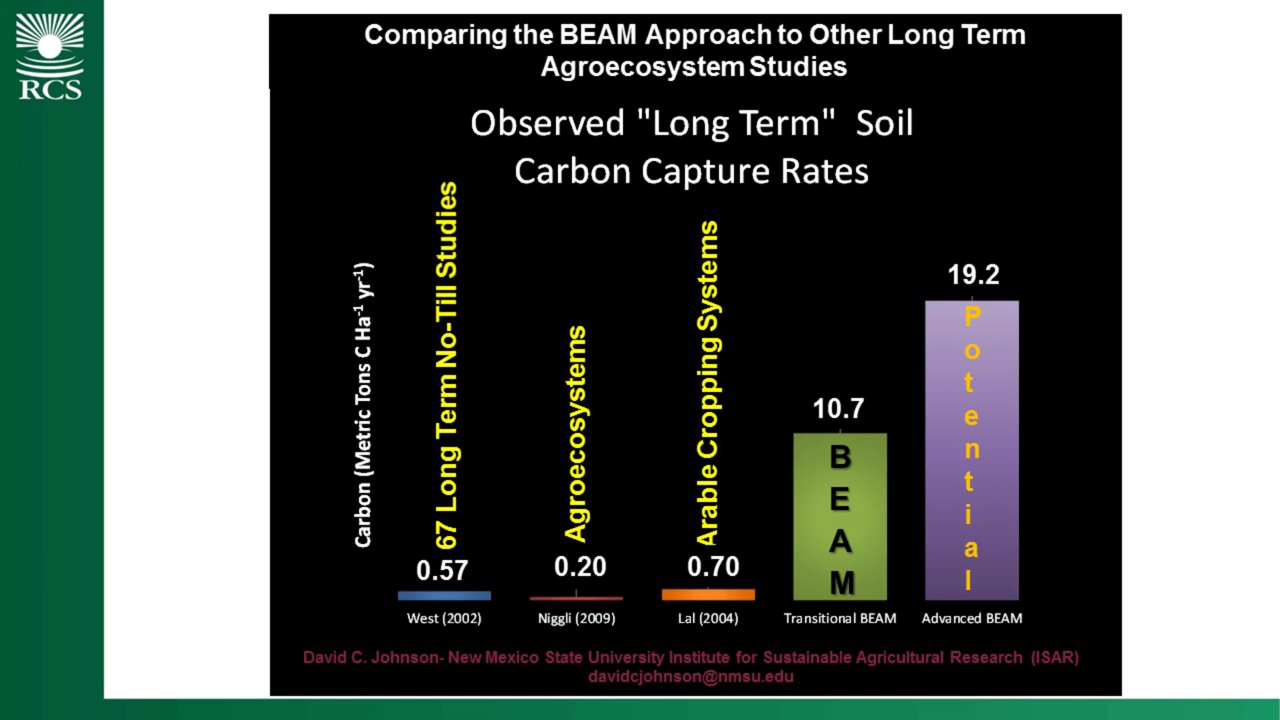 RCS
Comparing the BEAM Approach to Other Long Term
Agroecosystem Studies
Observed "Long Term" Soil
Carbon Capture Rates
Carbon (Metric Tons C Ha⁻¹ yr⁻¹)
67 Long Term No-Till Studies
Agroecosystems
Arable Cropping Systems
0.57
0.20
0.70
10.7
19.2
BEAM
Potential
West (2002)
Niggli (2009)
Lal (2004)
Transitional BEAM
Advanced BEAM
David C. Johnson- New Mexico State University Institute for Sustainable Agricultural Research (ISAR)
davidcjohnson@nmsu.edu